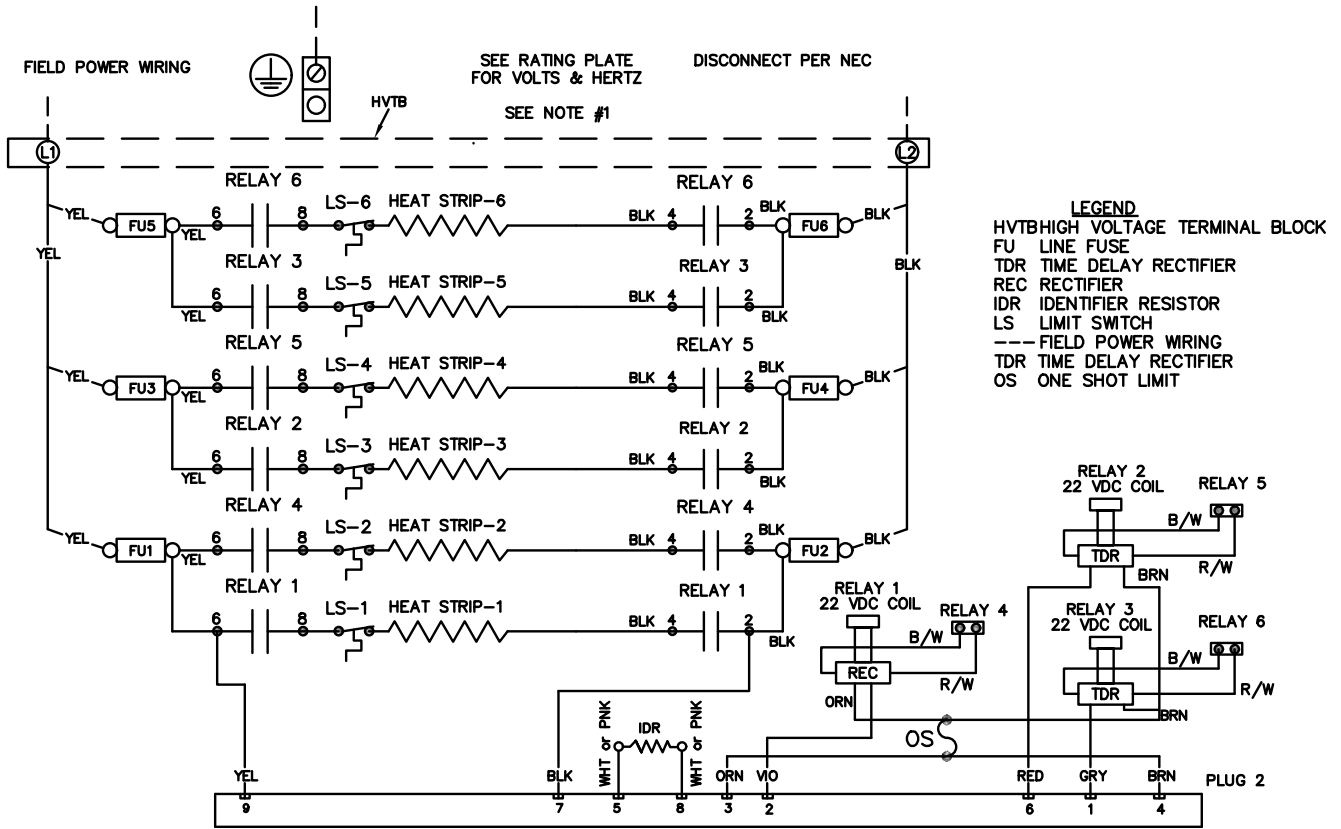 FIELD POWER WIRING
SEE RATING PLATE
FOR VOLTS & HERTZ
DISCONNECT PER NEC
HVTB
SEE NOTE #1
L1
L2
RELAY 6
RELAY 6
YEL
FU5
YEL
6
8
LS-6
HEAT STRIP-6
BLK
4
2
BLK
FU6
BLK
YEL
BLK
RELAY 3
RELAY 3
YEL
6
8
LS-5
HEAT STRIP-5
BLK
4
2
BLK
RELAY 5
RELAY 5
YEL
FU3
YEL
6
8
LS-4
HEAT STRIP-4
BLK
4
2
BLK
FU4
BLK
RELAY 2
RELAY 2
YEL
6
8
LS-3
HEAT STRIP-3
BLK
4
2
BLK
RELAY 4
RELAY 4
YEL
FU1
YEL
6
8
LS-2
HEAT STRIP-2
BLK
4
2
BLK
FU2
BLK
RELAY 1
RELAY 1
6
8
LS-1
HEAT STRIP-1
BLK
4
2
BLK
LEGEND
HVTBHIGH VOLTAGE TERMINAL BLOCK
FU LINE FUSE
TDR TIME DELAY RECTIFIER
REC RECTIFIER
IDR IDENTIFIER RESISTOR
LS LIMIT SWITCH
---FIELD POWER WIRING
TDR TIME DELAY RECTIFIER
OS ONE SHOT LIMIT
RELAY 2
22 VDC COIL
RELAY 5
B/W
TDR
R/W
BRN
RELAY 1
22 VDC COIL
RELAY 4
B/W
REC
R/W
ORN
RELAY 3
22 VDC COIL
RELAY 6
B/W
TDR
R/W
BRN
OS
WHT or PNK
IDR
WHT or PNK
YEL
BLK
ORN
VIO
RED
GRY
BRN
PLUG 2
9
7
5
8
3
2
6
1
4